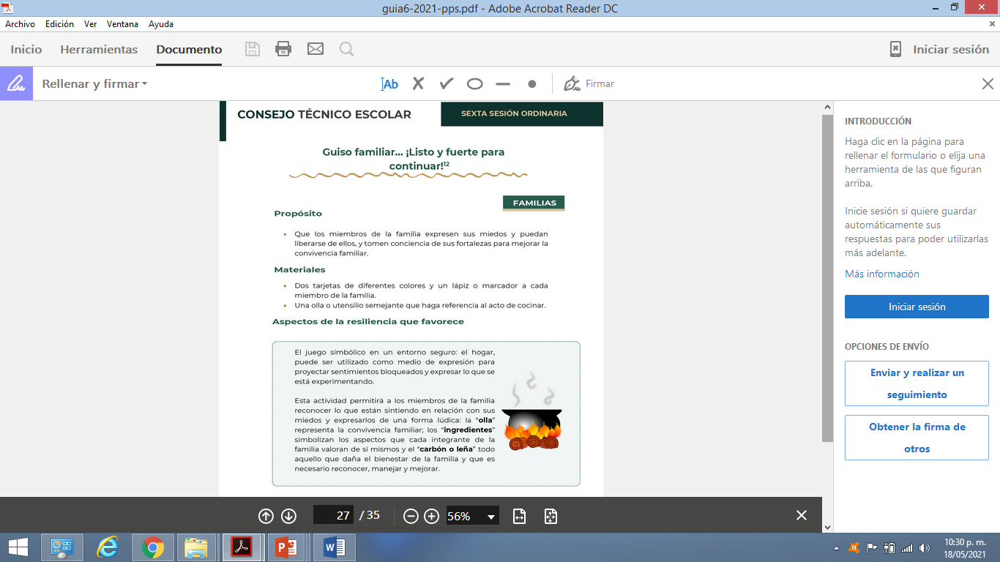 guia6-2021-pps.pdf - Adobe Acrobat Reader DC
Archivo Edición Ver Ventana Ayuda
Inicio Herramientas Documento Iniciar sesión
Rellenar y firmar Ab Firmar
CONSEJO TÉCNICO ESCOLAR
SEXTA SESIÓN ORDINARIA
Guiso familiar... ¡Listo y fuerte para
continuar!¹²
FAMILIAS
Propósito
• Que los miembros de la familia expresen sus miedos y puedan
liberarse de ellos, y tomen conciencia de sus fortalezas para mejorar la
convivencia familiar.
Materiales
• Dos tarjetas de diferentes colores y un lápiz o marcador a cada
miembro de la familia.
• Una olla o utensilio semejante que haga referencia al acto de cocinar.
Aspectos de la resiliencia que favorece
El juego simbólico en un entorno seguro: el hogar,
puede ser utilizado como medio de expresión para
proyectar sentimientos bloqueados y expresar lo que se
está experimentando.
Esta actividad permitirá a los miembros de la familia
reconocer lo que están sintiendo en relación con sus
miedos y expresarlos de una forma lúdica: la “olla”
representa la convivencia familiar; los “ingredientes”
simbolizan los aspectos que cada integrante de la
familia valoran de sí mismos y el “carbón o leña” todo
aquello que daña el bienestar de la familia y que es
necesario reconocer, manejar y mejorar.
INTRODUCCIÓN
Haga clic en la página para
rellenar el formulario o elija una
herramienta de las que figuran
arriba.
Inicie sesión si quiere guardar
automáticamente sus
respuestas para poder utilizarlas
más adelante.
Más información
Iniciar sesión
OPCIONES DE ENVÍO
Enviar y realizar un
seguimiento
Obtener la firma de
otros
27 / 35 56%
10:30 p. m.
18/05/2021